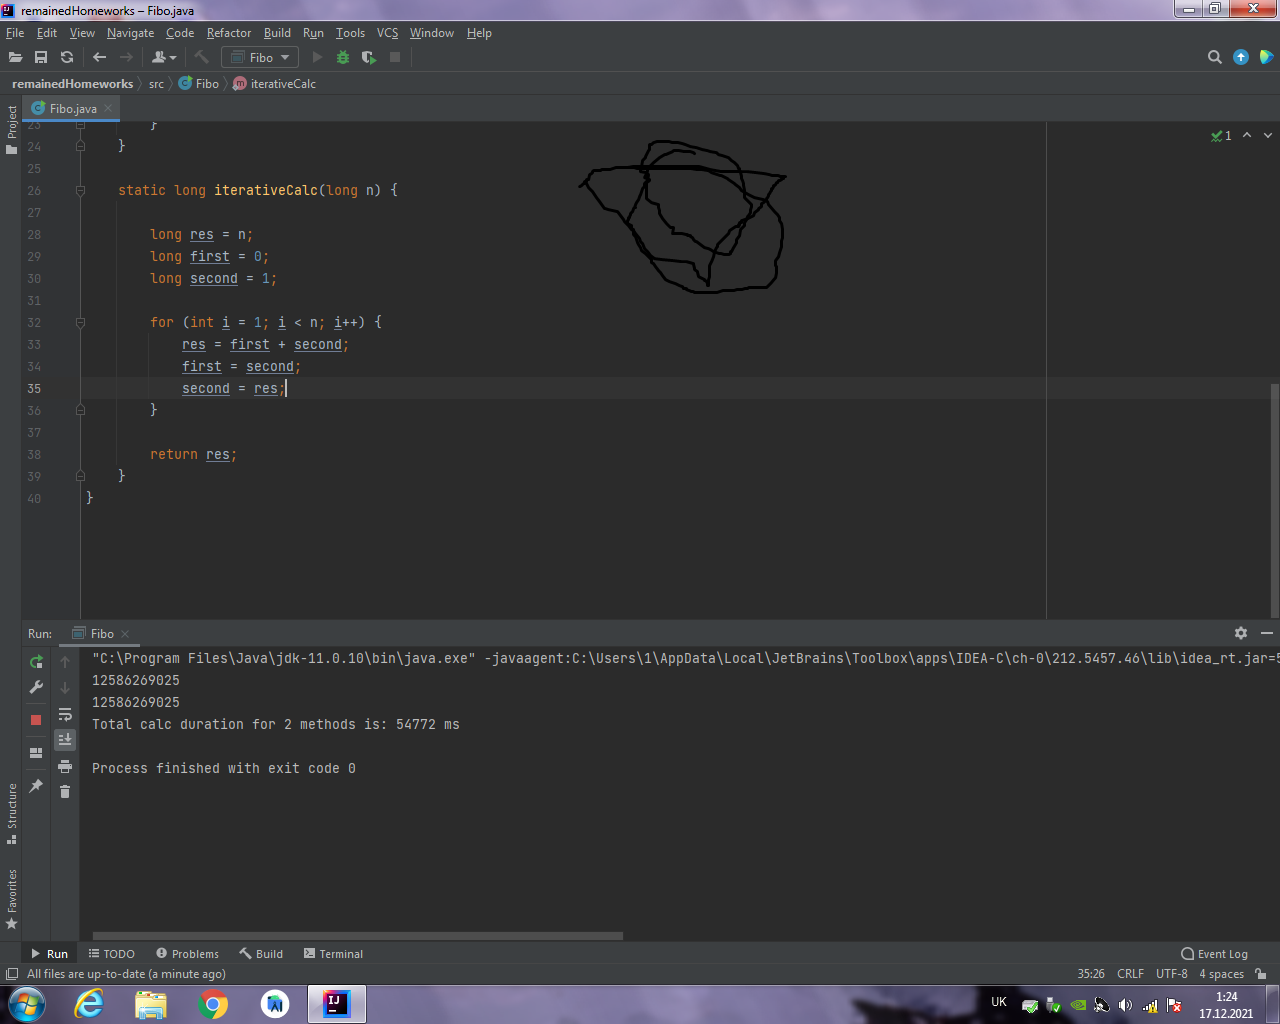 remainedHomeworks – Fibo.java
File Edit View Navigate Code Refactor Build Run Tools VCS Window Help
Fibo
remainedHomeworks src Fibo iterativeCalc
Project
Fibo.java
23 }
24 }
1
25
26 static long iterativeCalc(long n) {
27
28 long res = n;
29 long first = 0;
30 long second = 1;
31
32 for (int i = 1; i < n; i++) {
33 res = first + second;
34 first = second;
35 second = res;
36 }
37
38 return res;
39 }
40 }
Run: Fibo
"C:\Program Files\Java\jdk-11.0.10\bin\java.exe" -javaagent:C:\Users\1\AppData\Local\JetBrains\Toolbox\apps\IDEA-C\ch-0\212.5457.46\lib\idea_rt.jar=5
12586269025
12586269025
Total calc duration for 2 methods is: 54772 ms
Process finished with exit code 0
Structure
Favorites
Run TODO Problems Build Terminal Event Log
All files are up-to-date (a minute ago) 35:26 CRLF UTF-8 4 spaces
UK 1:24
17.12.2021